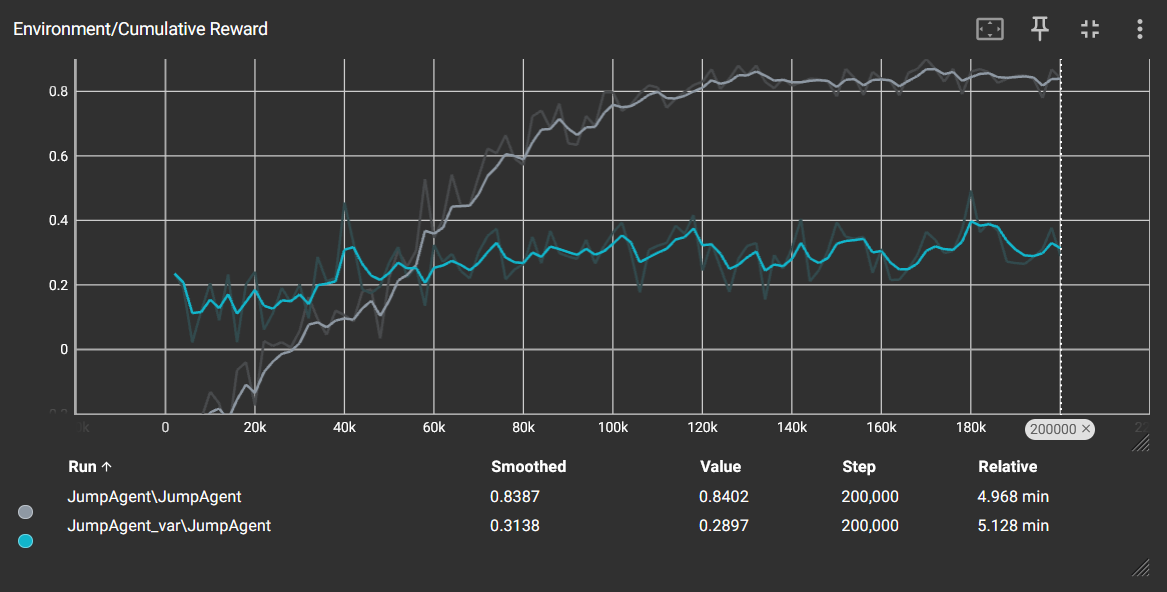 Environment/Cumulative Reward
0.8
0.6
0.4
0.2
0
0 20k 40k 60k 80k 100k 120k 140k 160k 180k 200000 ×
Run ↑ Smoothed Value Step Relative
JumpAgent\JumpAgent 0.8387 0.8402 200,000 4.968 min
JumpAgent_var\JumpAgent 0.3138 0.2897 200,000 5.128 min